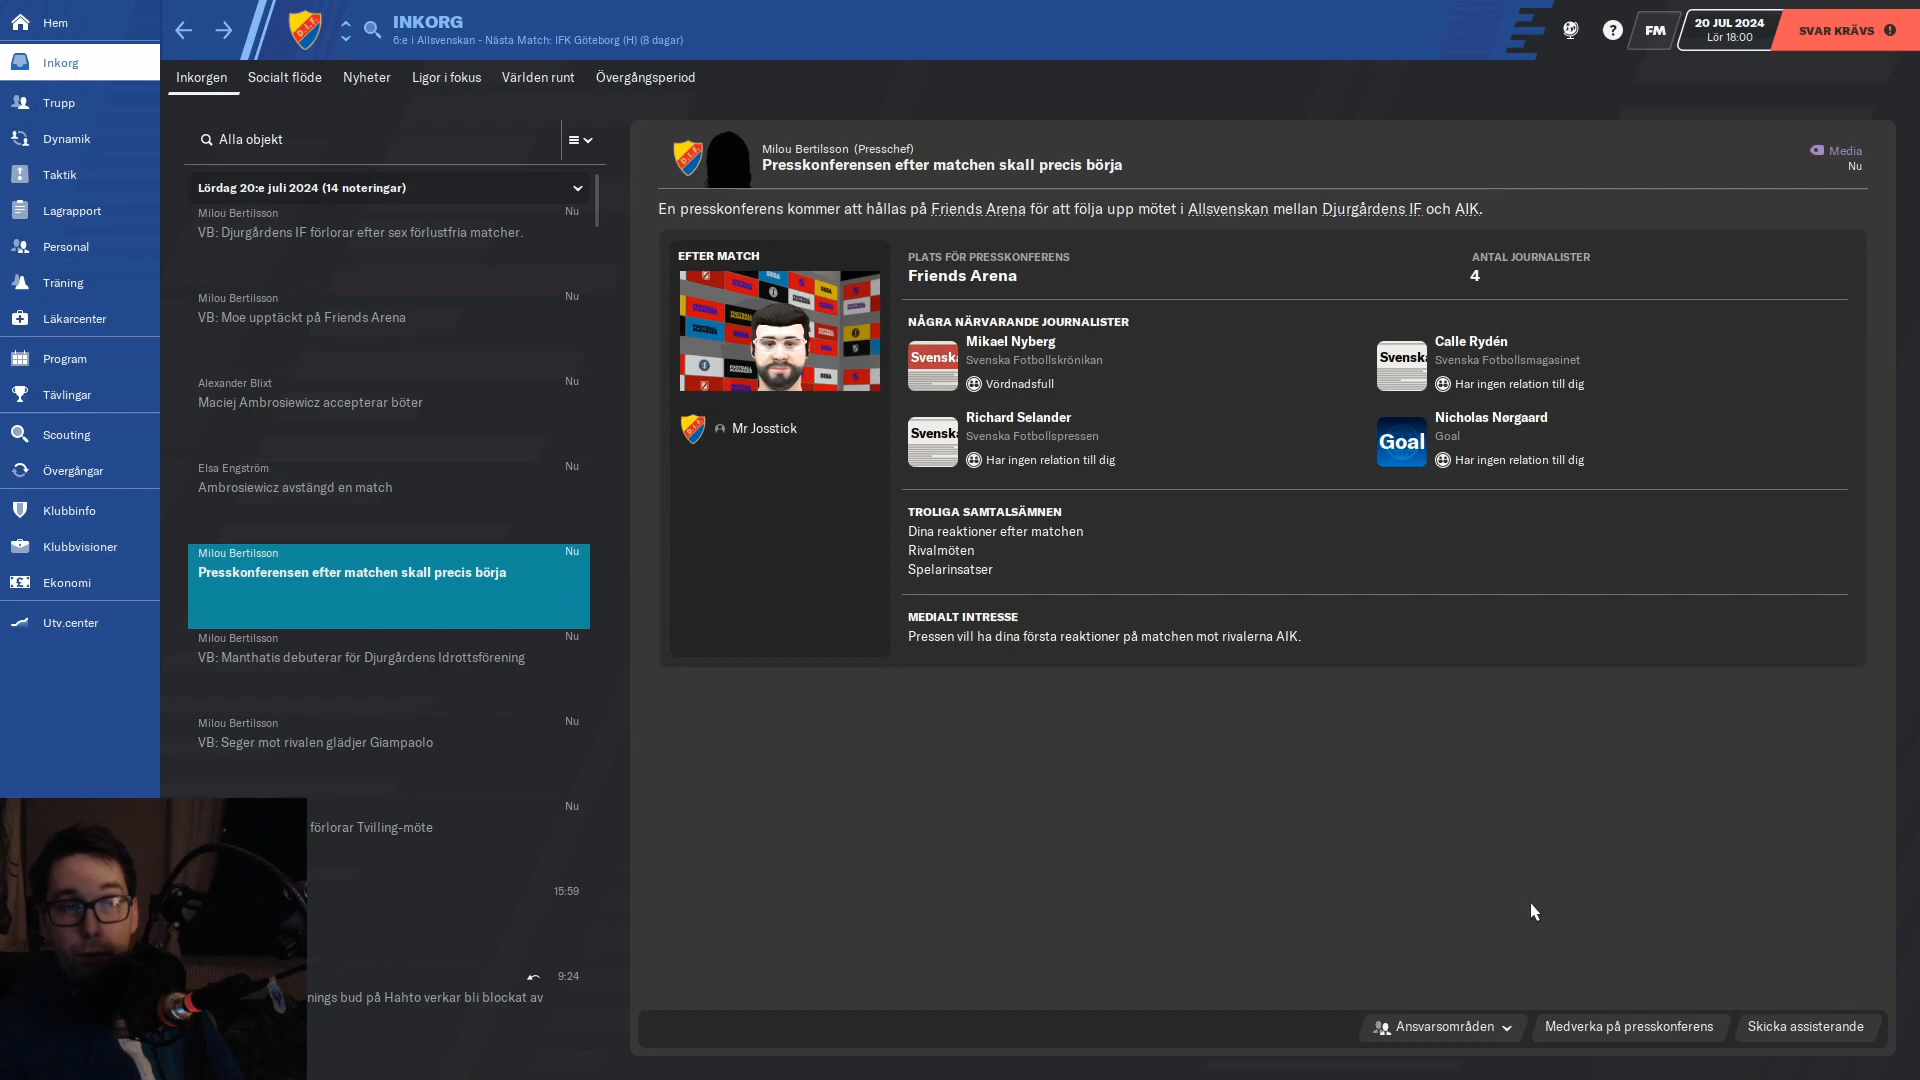 Hem
Inkorg
Trupp
Dynamik
Taktik
Lagrapport
Personal
Träning
Läkarcenter
Program
Tävlingar
Scouting
Övergångar
Klubbinfo
Klubbvisioner
Ekonomi
Utv.center
INKORG
6:e i Allsvenskan - Nästa Match: IFK Göteborg (H) (8 dagar)
FM
20 JUL 2024
Lör 18:00
SVAR KRÄVS
Inkorgen Socialt flöde Nyheter Ligor i fokus Världen runt Övergångsperiod
Alla objekt
Lördag 20:e juli 2024 (14 noteringar)
Milou Bertilsson Nu
VB: Djurgårdens IF förlorar efter sex förlustfria matcher.
Milou Bertilsson Nu
VB: Moe upptäckt på Friends Arena
Alexander Blixt Nu
Maciej Ambrosiewicz accepterar böter
Elsa Engström Nu
Ambrosiewicz avstängd en match
Milou Bertilsson Nu
Presskonferensen efter matchen skall precis börja
Milou Bertilsson Nu
VB: Manthatis debuterar för Djurgårdens Idrottsförening
Milou Bertilsson Nu
VB: Seger mot rivalen glädjer Giampaolo
Nu
förlorar Tvilling-möte
15:59
9:24
nings bud på Hahto verkar bli blockat av
Milou Bertilsson (Presschef)
Presskonferensen efter matchen skall precis börja
Media
Nu
En presskonferens kommer att hållas på Friends Arena för att följa upp mötet i Allsvenskan mellan Djurgårdens IF och AIK.
EFTER MATCH
Mr Josstick
PLATS FÖR PRESSKONFERENS
Friends Arena
ANTAL JOURNALISTER
4
NÅGRA NÄRVARANDE JOURNALISTER
Mikael Nyberg
Svenska Fotbollskrönikan
Vördnadsfull
Calle Rydén
Svenska Fotbollsmagasinet
Har ingen relation till dig
Richard Selander
Svenska Fotbollspressen
Har ingen relation till dig
Nicholas Nørgaard
Goal
Goal
Har ingen relation till dig
TROLIGA SAMTALSÄMNEN
Dina reaktioner efter matchen
Rivalmöten
Spelarinsatser
MEDIALT INTRESSE
Pressen vill ha dina första reaktioner på matchen mot rivalerna AIK.
Ansvarsområden
Medverka på presskonferens
Skicka assisterande